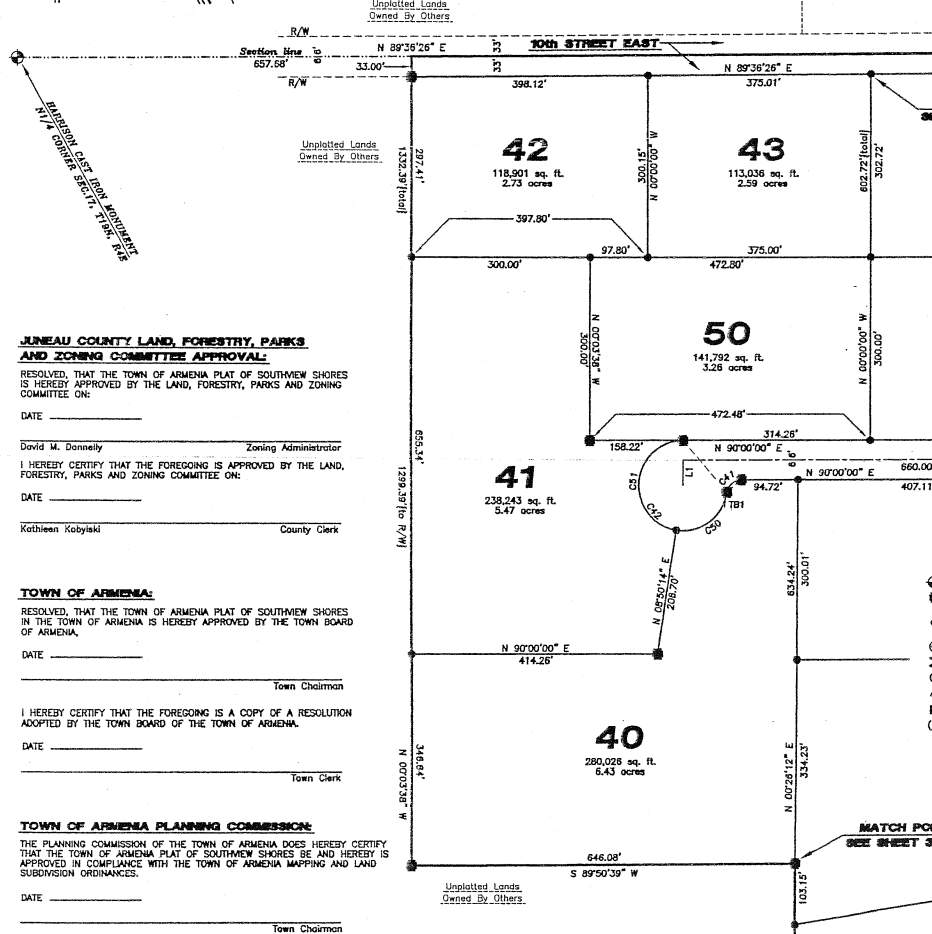 Unplatted Lands
Owned By Others
R/W
Section line
657.68'
66'
N 89°36'26" E
33.00'
33'
33'
10th STREET EAST
R/W
N 89°36'26" E
375.01'
398.12'
HARRISON CAST IRON MONUMENT
N1/4 CORNER SEC.17, T19N, R4E
Unplatted Lands
Owned By Others
297.41'
1332.39'[total]
42
118,901 sq. ft.
2.73 acres
300.15'
N 00°00'00" W
43
113,036 sq. ft.
2.59 acres
602.72'[total]
302.72'
397.80'
300.00'
97.80'
375.00'
472.80'
N 00°03'38" W
300.00'
50
141,792 sq. ft.
3.26 acres
N 00°00'00" W
300.00'
472.48'
158.22'
314.26'
N 90°00'00" E
66'
JUNEAU COUNTY LAND, FORESTRY, PARKS
AND ZONING COMMITTEE APPROVAL:
RESOLVED, THAT THE TOWN OF ARMENIA PLAT OF SOUTHVIEW SHORES
IS HEREBY APPROVED BY THE LAND, FORESTRY, PARKS AND ZONING
COMMITTEE ON:
DATE
David M. Donnelly Zoning Administrator
I HEREBY CERTIFY THAT THE FOREGOING IS APPROVED BY THE LAND,
FORESTRY, PARKS AND ZONING COMMITTEE ON:
DATE
Kathleen Kobylski County Clerk
655.34'
1299.39'[to R/W]
41
238,243 sq. ft.
5.47 acres
C51
C42
C50
C41
L1
TB1
94.72'
N 90°00'00" E
660.00
407.11
N 08°50'14" E
208.70'
634.24'
300.01'
N 90°00'00" E
414.26'
TOWN OF ARMENIA:
RESOLVED, THAT THE TOWN OF ARMENIA PLAT OF SOUTHVIEW SHORES
IN THE TOWN OF ARMENIA IS HEREBY APPROVED BY THE TOWN BOARD
OF ARMENIA.
DATE
Town Chairman
I HEREBY CERTIFY THAT THE FOREGOING IS A COPY OF A RESOLUTION
ADOPTED BY THE TOWN BOARD OF THE TOWN OF ARMENIA.
DATE
Town Clerk
346.64'
N 00°03'38" W
40
280,026 sq. ft.
6.43 acres
N 00°26'12" E
334.23'
646.08'
S 89°50'39" W
Unplatted Lands
Owned By Others
MATCH PO
SEE SHEET 3
103.15'
TOWN OF ARMENIA PLANNING COMMISSION:
THE PLANNING COMMISSION OF THE TOWN OF ARMENIA DOES HEREBY CERTIFY
THAT THE TOWN OF ARMENIA PLAT OF SOUTHVIEW SHORES BE AND HEREBY IS
APPROVED IN COMPLIANCE WITH THE TOWN OF ARMENIA MAPPING AND LAND
SUBDIVISION ORDINANCES.
DATE
Town Chairman